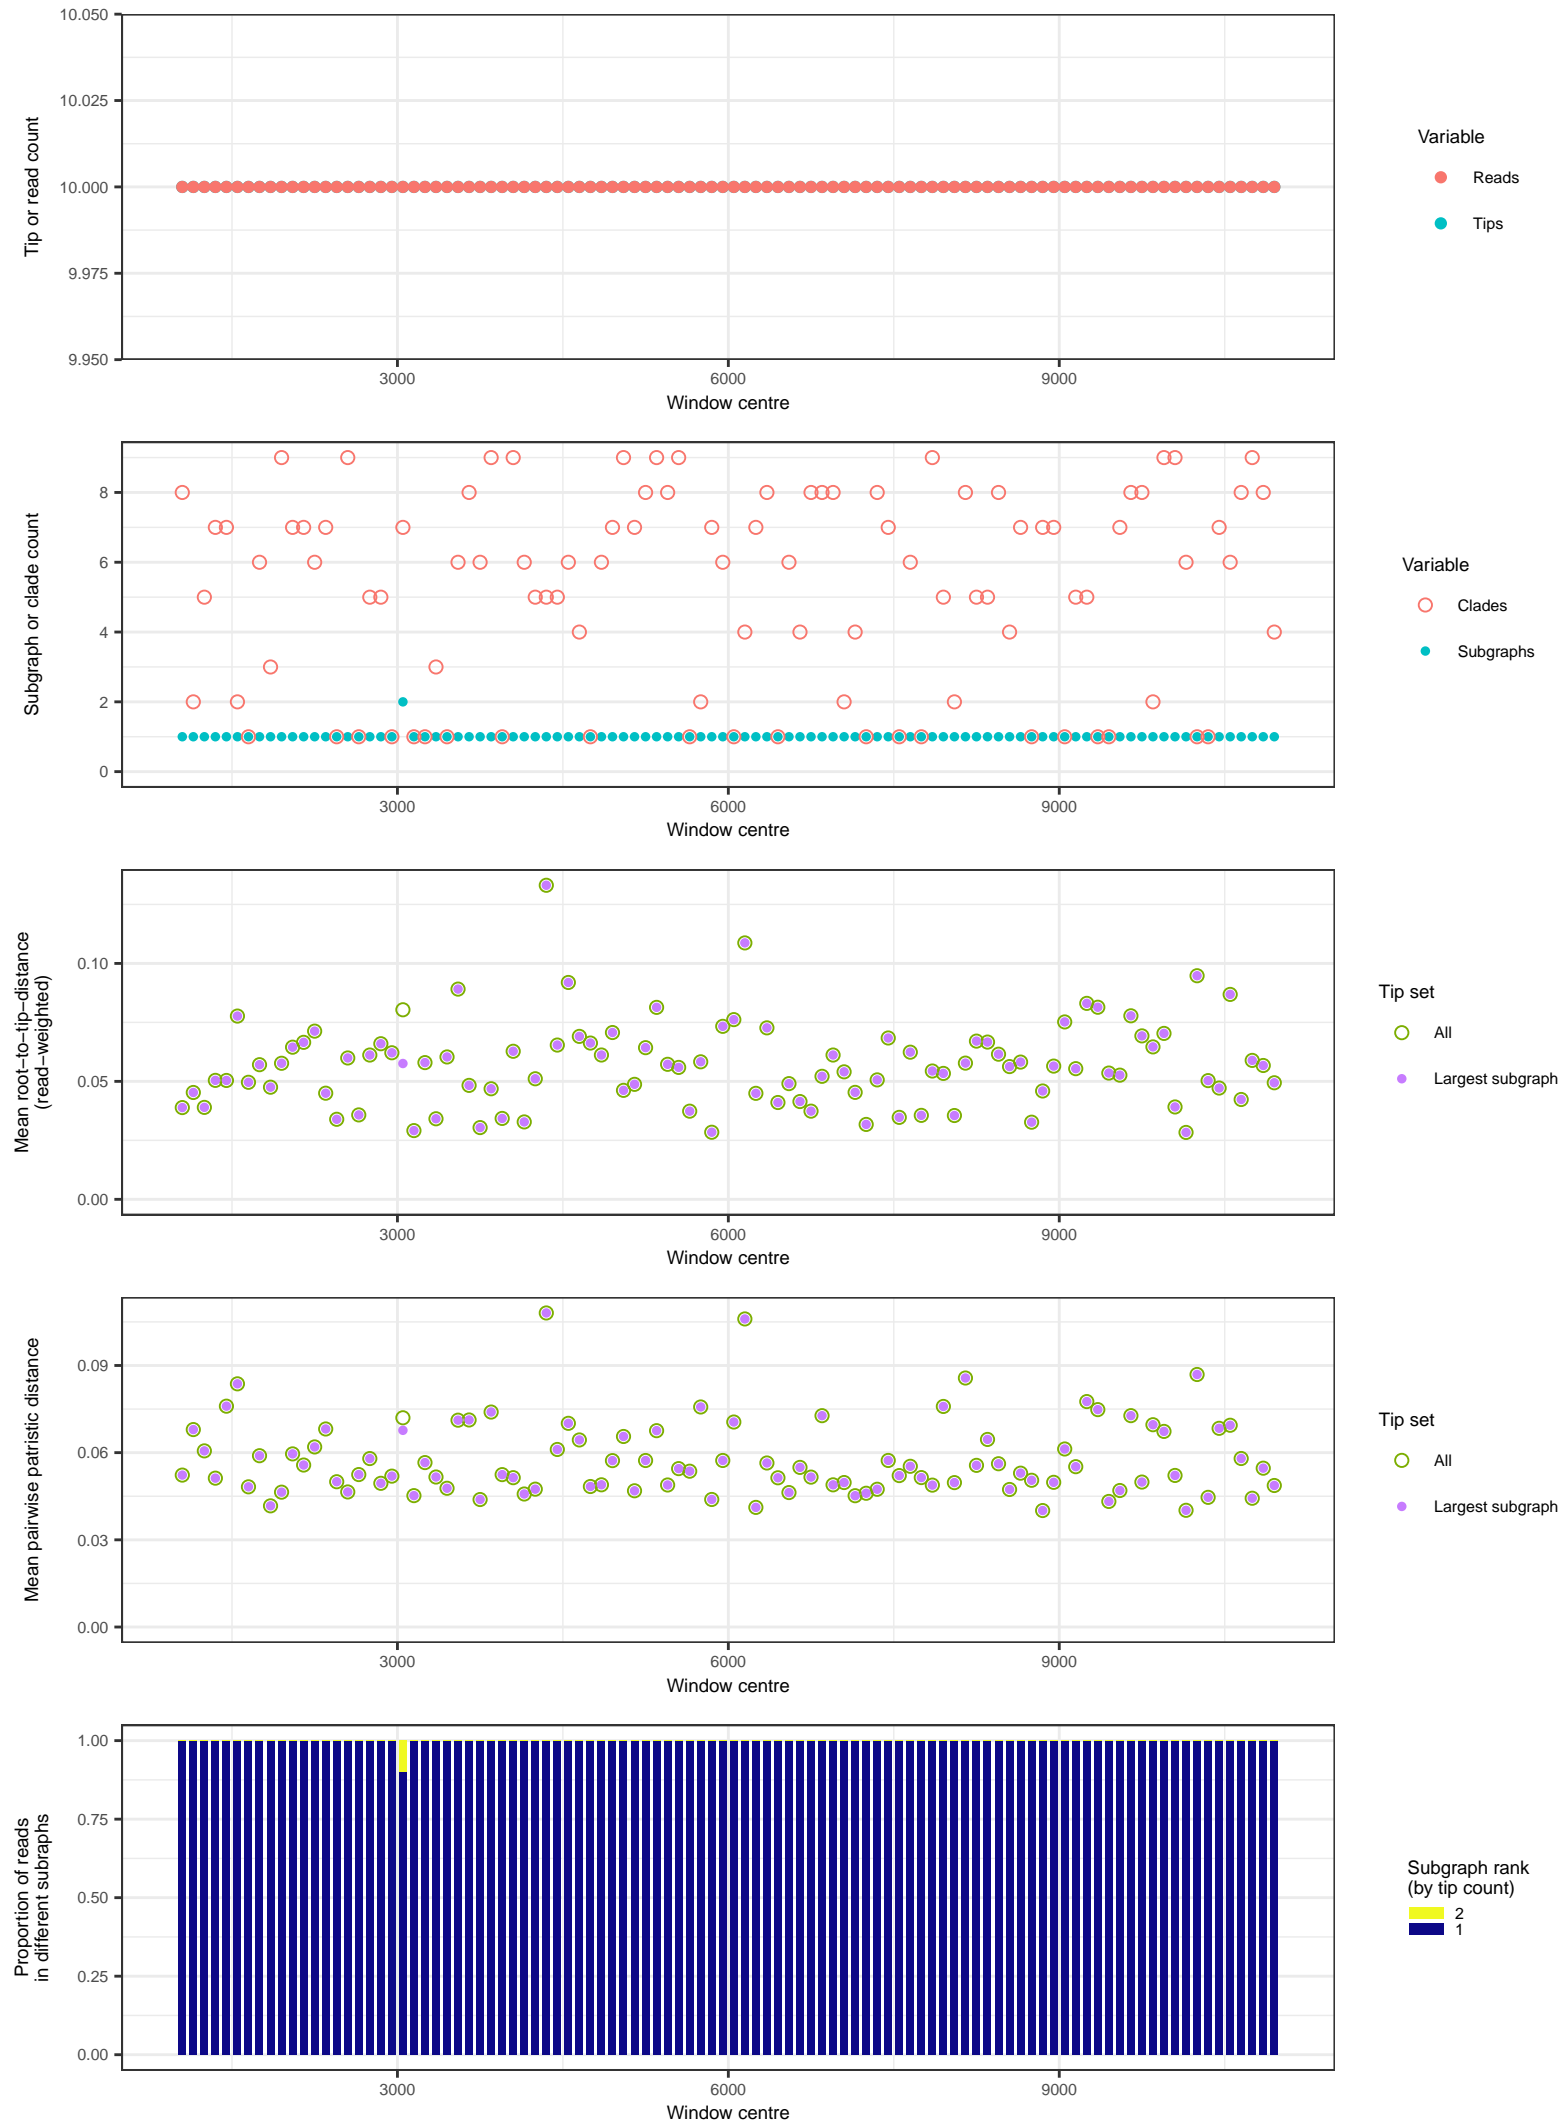 10.050
10.025
10.000
9.975
9.950
Tip or read count
3000
6000
9000
Window centre
Variable
Reads
Tips
8
6
4
2
0
Subgraph or clade count
3000
6000
9000
Window centre
Variable
Clades
Subgraphs
0.10
0.05
0.00
Mean root−to−tip−distance
(read−weighted)
3000
6000
9000
Window centre
Tip set
All
Largest subgraph
0.09
0.06
0.03
0.00
Mean pairwise patristic distance
3000
6000
9000
Window centre
Tip set
All
Largest subgraph
1.00
0.75
0.50
0.25
0.00
Proportion of reads
in different subraphs
3000
6000
9000
Window centre
Subgraph rank
(by tip count)
2
1